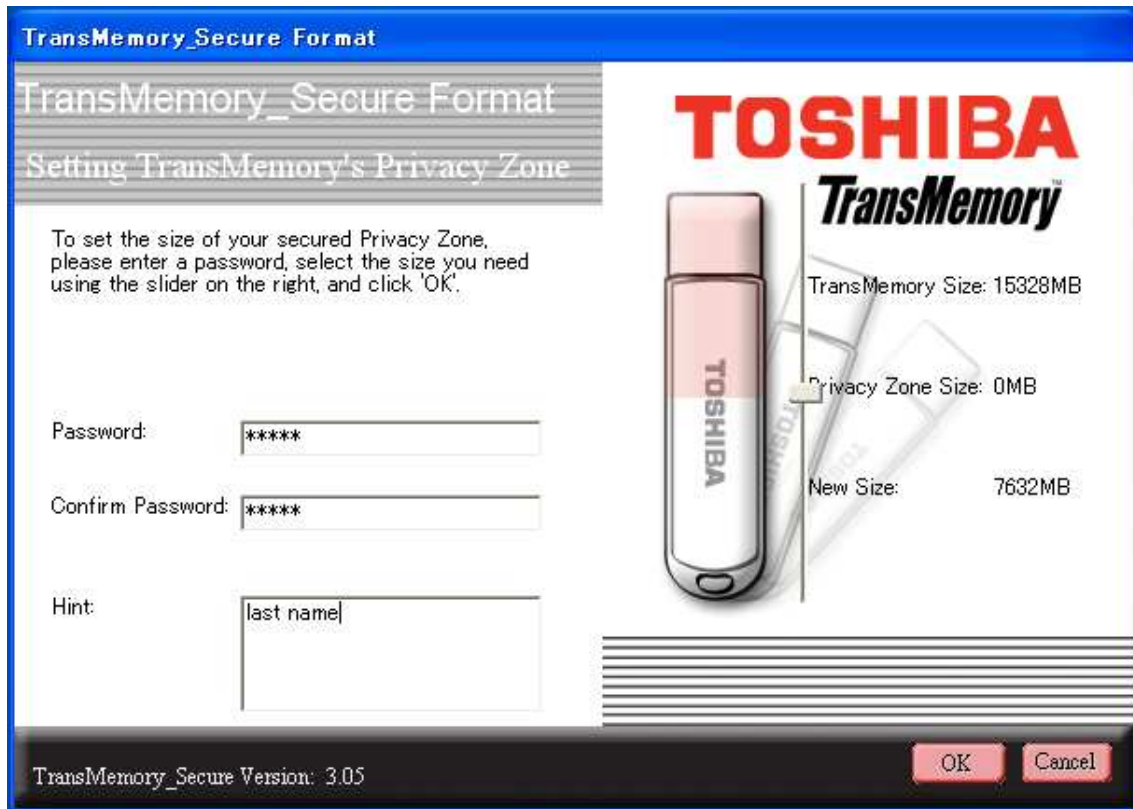 TransMemory_Secure Format
TransMemory_Secure Format
Setting TransMemory's Privacy Zone
To set the size of your secured Privacy Zone,
please enter a password, select the size you need
using the slider on the right, and click 'OK'.
Password: *****
Confirm Password: *****
Hint: last name
TOSHIBA
TransMemory™
TransMemory Size: 15328MB
Privacy Zone Size: 0MB
New Size: 7632MB
TOSHIBA
TOSHIBA
TOSHIBA
TransMemory_Secure Version: 3.05
OK
Cancel